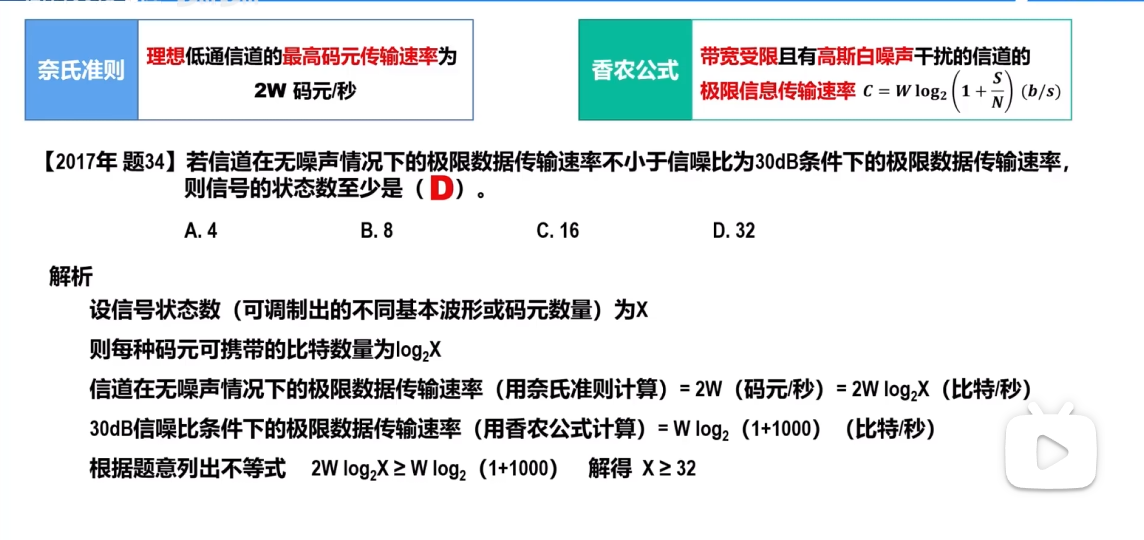 奈氏准则
理想低通信道的最高码元传输速率为
2W 码元/秒
香农公式
带宽受限且有高斯白噪声干扰的信道的
极限信息传输速率 C = W log₂(1 + S/N) (b/s)
【2017年 题34】若信道在无噪声情况下的极限数据传输速率不小于信噪比为30dB条件下的极限数据传输速率，
则信号的状态数至少是（ D ）。
A. 4 B. 8 C. 16 D. 32
解析
设信号状态数（可调制出的不同基本波形或码元数量）为X
则每种码元可携带的比特数量为log₂X
信道在无噪声情况下的极限数据传输速率（用奈氏准则计算）= 2W（码元/秒）= 2W log₂X（比特/秒）
30dB信噪比条件下的极限数据传输速率（用香农公式计算）= W log₂（1+1000）（比特/秒）
根据题意列出不等式 2W log₂X ≥ W log₂（1+1000） 解得 X ≥ 32